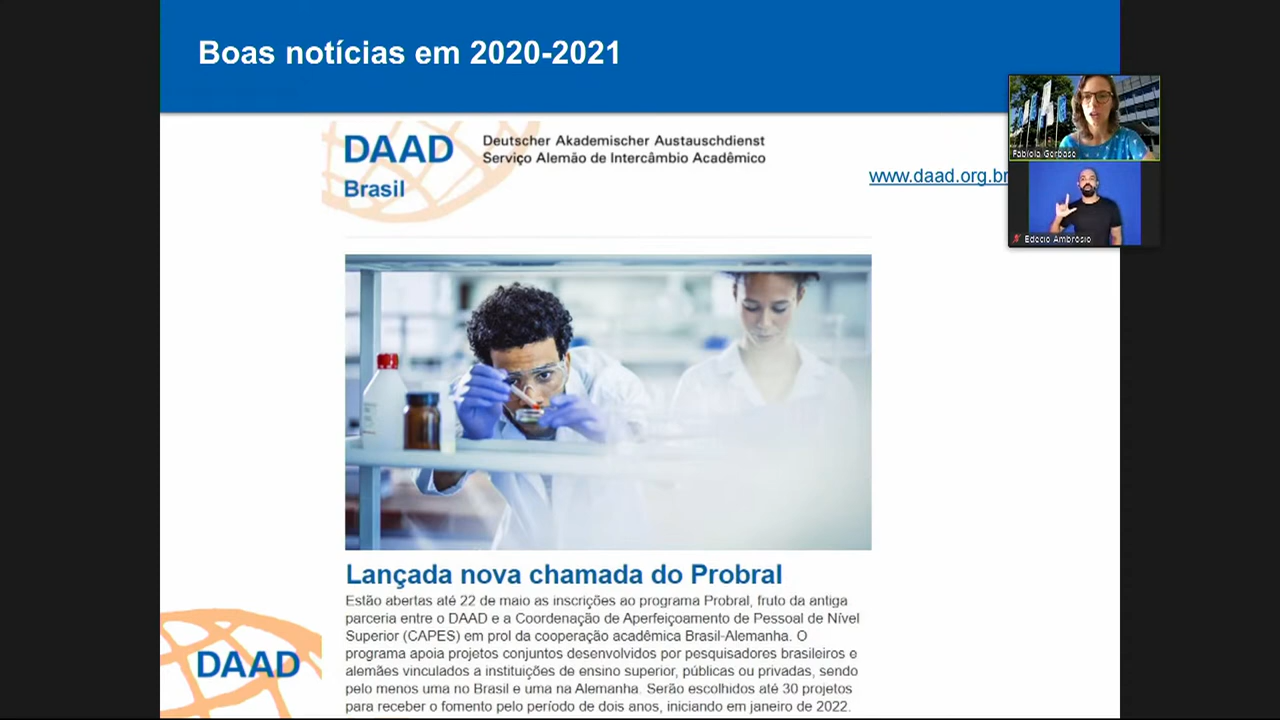 Boas notícias em 2020-2021
DAAD
Deutscher Akademischer Austauschdienst
Serviço Alemão de Intercâmbio Acadêmico
Brasil
www.daad.org.br
Fabíola Gerbase
Edecio Ambrósio
Lançada nova chamada do Probral
Estão abertas até 22 de maio as inscrições ao programa Probral, fruto da antiga
parceria entre o DAAD e a Coordenação de Aperfeiçoamento de Pessoal de Nível
Superior (CAPES) em prol da cooperação acadêmica Brasil-Alemanha. O
programa apoia projetos conjuntos desenvolvidos por pesquisadores brasileiros e
alemães vinculados a instituições de ensino superior, públicas ou privadas, sendo
pelo menos uma no Brasil e uma na Alemanha. Serão escolhidos até 30 projetos
para receber o fomento pelo período de dois anos, iniciando em janeiro de 2022.
DAAD